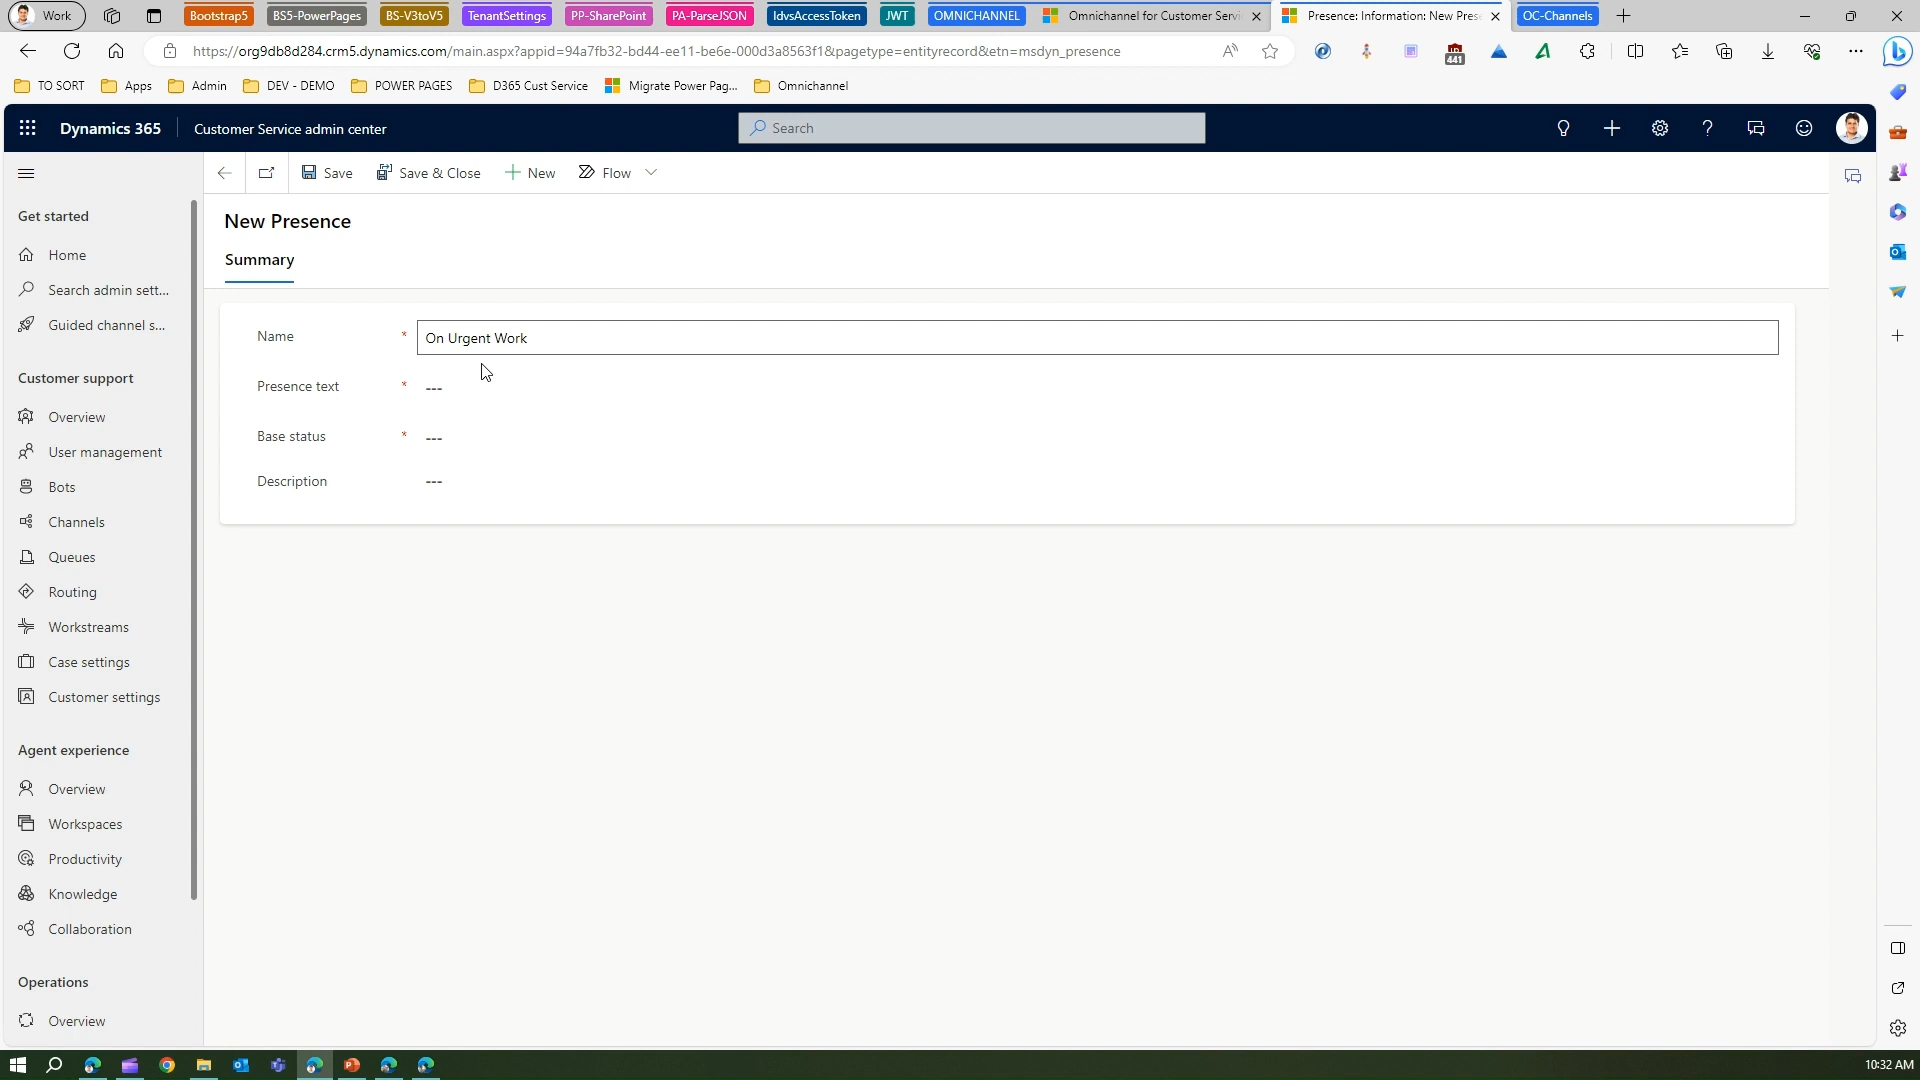 Work
Bootstrap5
BS5-PowerPages
BS-V3toV5
TenantSettings
PP-SharePoint
PA-ParseJSON
IdvsAccessToken
JWT
OMNICHANNEL
Omnichannel for Customer Servi
Presence: Information: New Pres
OC-Channels
https://org9db8d284.crm5.dynamics.com/main.aspx?appid=94a7fb32-bd44-ee11-be6e-000d3a8563f1&pagetype=entityrecord&etn=msdyn_presence
441
TO SORT
Apps
Admin
DEV - DEMO
POWER PAGES
D365 Cust Service
Migrate Power Pag...
Omnichannel
Dynamics 365
Customer Service admin center
Search
Save
Save & Close
New
Flow
Get started
Home
Search admin sett...
Guided channel s...
Customer support
Overview
User management
Bots
Channels
Queues
Routing
Workstreams
Case settings
Customer settings
Agent experience
Overview
Workspaces
Productivity
Knowledge
Collaboration
Operations
Overview
New Presence
Summary
Name * On Urgent Work
Presence text * ---
Base status * ---
Description ---
10:32 AM